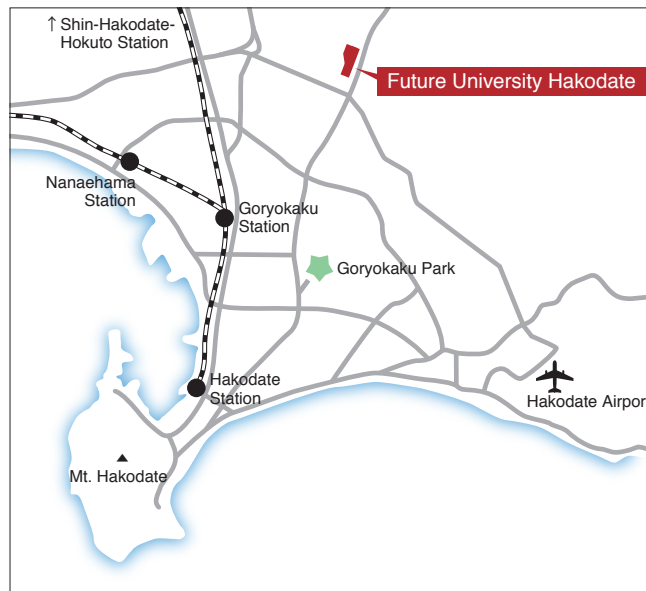 ↑ Shin-Hakodate-
Hokuto Station
Future University Hakodate
Nanaehama
Station
Goryokaku
Station
Goryokaku Park
Hakodate
Station
Hakodate Airpor
Mt. Hakodate